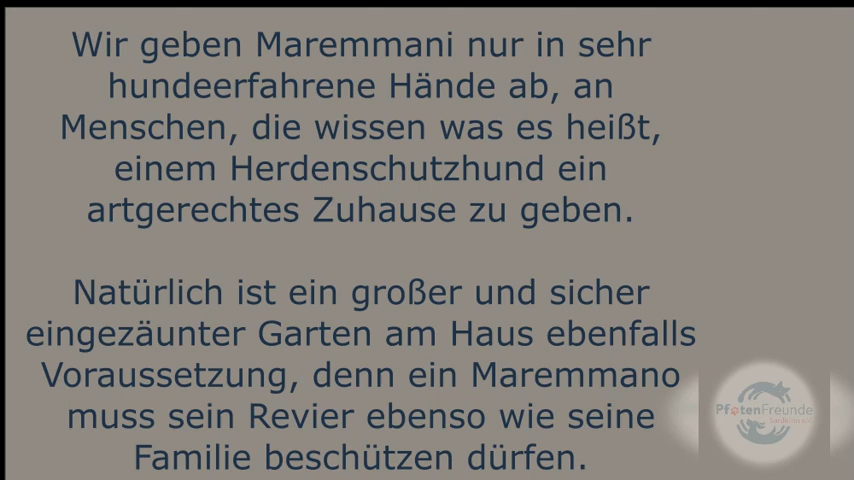 Wir geben Maremmani nur in sehr
hundeerfahrene Hände ab, an
Menschen, die wissen was es heißt,
einem Herdenschutzhund ein
artgerechtes Zuhause zu geben.
Natürlich ist ein großer und sicher
eingezäunter Garten am Haus ebenfalls
Voraussetzung, denn ein Maremmano
muss sein Revier ebenso wie seine
Familie beschützen dürfen.
PfotenFreunde